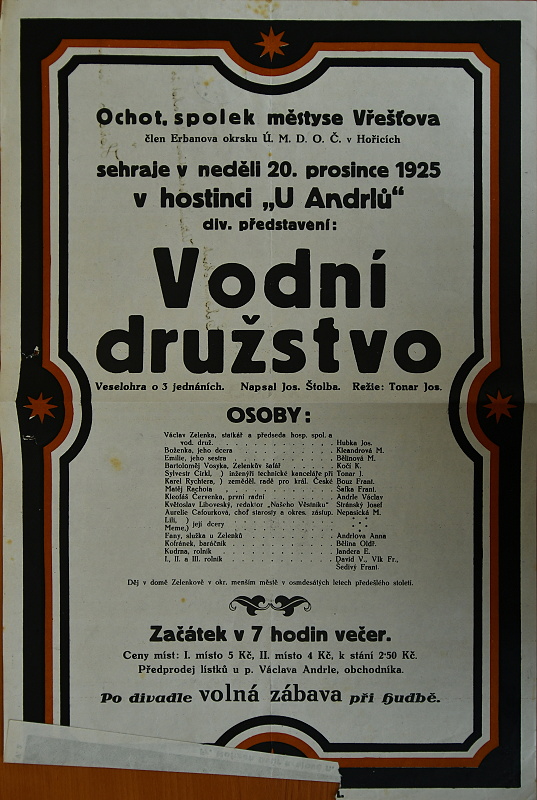 Ochot. spolek městyse Vřešťova
člen Erbanova okrsku Ú. M. D. O. Č. v Hořicích
sehraje v neděli 20. prosince 1925
v hostinci „U Andrlů"
div. představení:
Vodní
družstvo
Veselohra o 3 jednáních. Napsal Jos. Štolba. Režie: Tonar Jos.
OSOBY:
Václav Zelenka, statkář a předseda hosp. spol. a
vod. druž. . . . . . . . . . . . Hubka Jos.
Boženka, jeho dcera . . . . . . . . . . Kleandrová M.
Emilie, jeho sestra . . . . . . . . . . Bělinová M.
Bartoloměj Vosyka, Zelenkův šafář . . . . . . Kočí K.
Sylvestr Cirkl, ) inženýři technické kanceláře při Tonar J.
Karel Rychtera, ) zeměděl. radě pro král. České Bouz Frant.
Matěj Rachota . . . . . . . . . . . Šafka Frant.
Kleofáš Červenka, první radní . . . . . . . Andrle Václav
Květoslav Liboveský, redaktor „Našeho Věstníku" Stránský Josef
Aurelie Cafourková, choť starosty a okres. zástup. Nepasická M.
Lili, )
Meme, ) její dcery . . . . . . . . . .
Fany, služka u Zelenků . . . . . . . . . Andrlova Anna
Kofránek, baráčník . . . . . . . . . . Bělina Oldř.
Kudrna, rolník . . . . . . . . . . . Jandera E.
I., II. a III. rolník . . . . . . . . . . David V., Vlk Fr.,
Šedivý Frant.
Děj v domě Zelenkově v okr. menším městě v osmdesátých letech předešlého století.
Začátek v 7 hodin večer.
Ceny míst: I. místo 5 Kč, II. místo 4 Kč, k stání 2·50 Kč.
Předprodej lístků u p. Václava Andrle, obchodníka.
Po divadle volná zábava při hudbě.